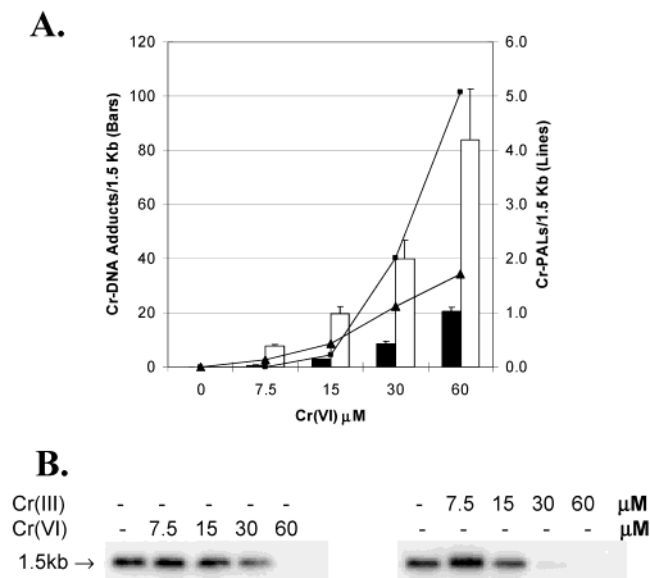 A.
Cr-DNA Adducts/1.5 Kb (Bars)
120
100
80
60
40
20
0
6.0
5.0
4.0
3.0
2.0
1.0
0.0
Cr-PALs/1.5 Kb (Lines)
0 7.5 15 30 60
Cr(VI) μM
B.
Cr(III) - - - - - - 7.5 15 30 60 μM
Cr(VI) - 7.5 15 30 60 - - - - - μM
1.5kb →